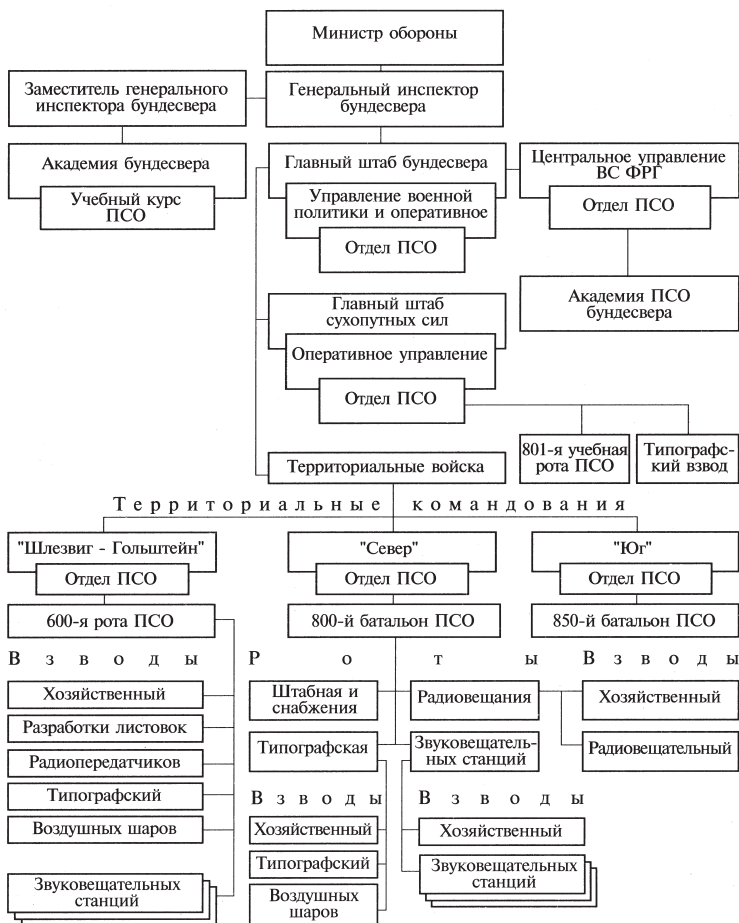 Министр обороны
Заместитель генерального
инспектора бундесвера
Генеральный инспектор
бундесвера
Академия бундесвера
Учебный курс
ПСО
Главный штаб бундесвера
Управление военной
политики и оперативное
Отдел ПСО
Центральное управление
ВС ФРГ
Отдел ПСО
Академия ПСО
бундесвера
Главный штаб
сухопутных сил
Оперативное управление
Отдел ПСО
801-я учебная
рота ПСО
Типографс-
кий взвод
Территориальные войска
Территориальные командования
"Шлезвиг - Гольштейн"
Отдел ПСО
600-я рота ПСО
"Север"
Отдел ПСО
800-й батальон ПСО
"Юг"
Отдел ПСО
850-й батальон ПСО
Взводы
Хозяйственный
Разработки листовок
Радиопередатчиков
Типографский
Воздушных шаров
Звуковещательных
станций
Роты
Штабная и
снабжения
Радиовещания
Типографская
Звуковещатель-
ных станций
Взводы
Хозяйственный
Радиовещательный
Взводы
Хозяйственный
Типографский
Воздушных
шаров
Взводы
Хозяйственный
Звуковещательных
станций